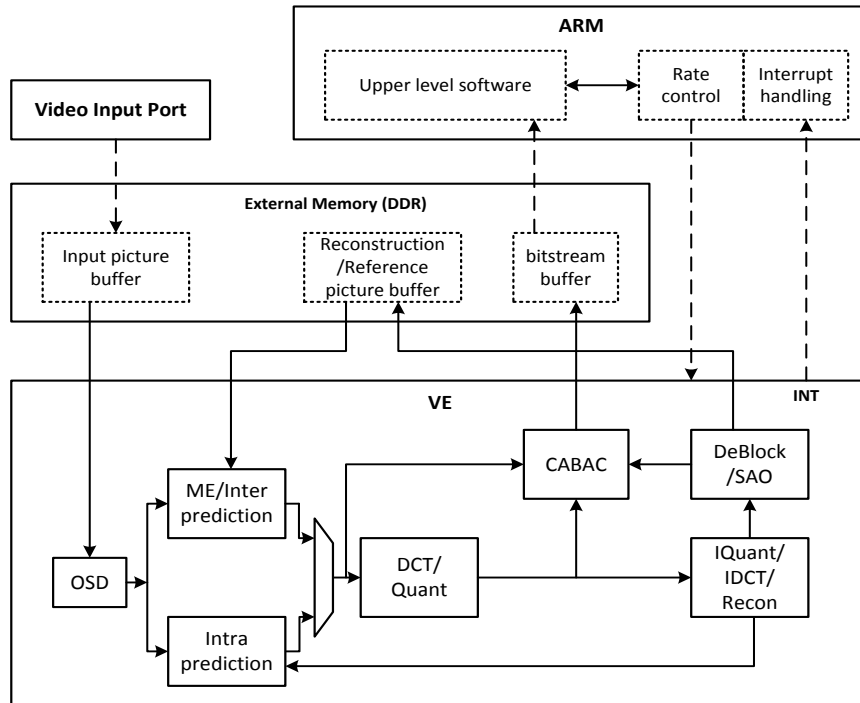 ARM
Upper level software
Rate
control
Interrupt
handling
Video Input Port
External Memory (DDR)
Input picture
buffer
Reconstruction
/Reference
picture buffer
bitstream
buffer
VE
INT
ME/Inter
prediction
CABAC
DeBlock
/SAO
OSD
DCT/
Quant
IQuant/
IDCT/
Recon
Intra
prediction